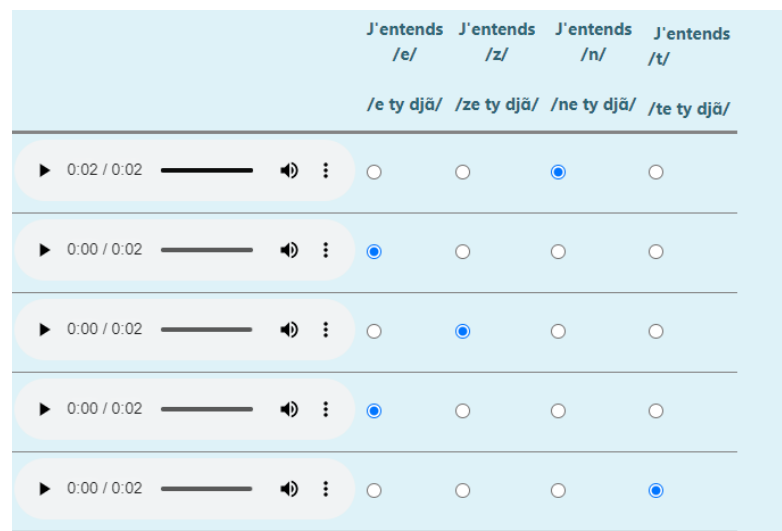 J'entends J'entends J'entends J'entends
/e/ /z/ /n/ /t/
/e ty djã/ /ze ty djã/ /ne ty djã/ /te ty djã/
0:02 / 0:02
0:00 / 0:02
0:00 / 0:02
0:00 / 0:02
0:00 / 0:02